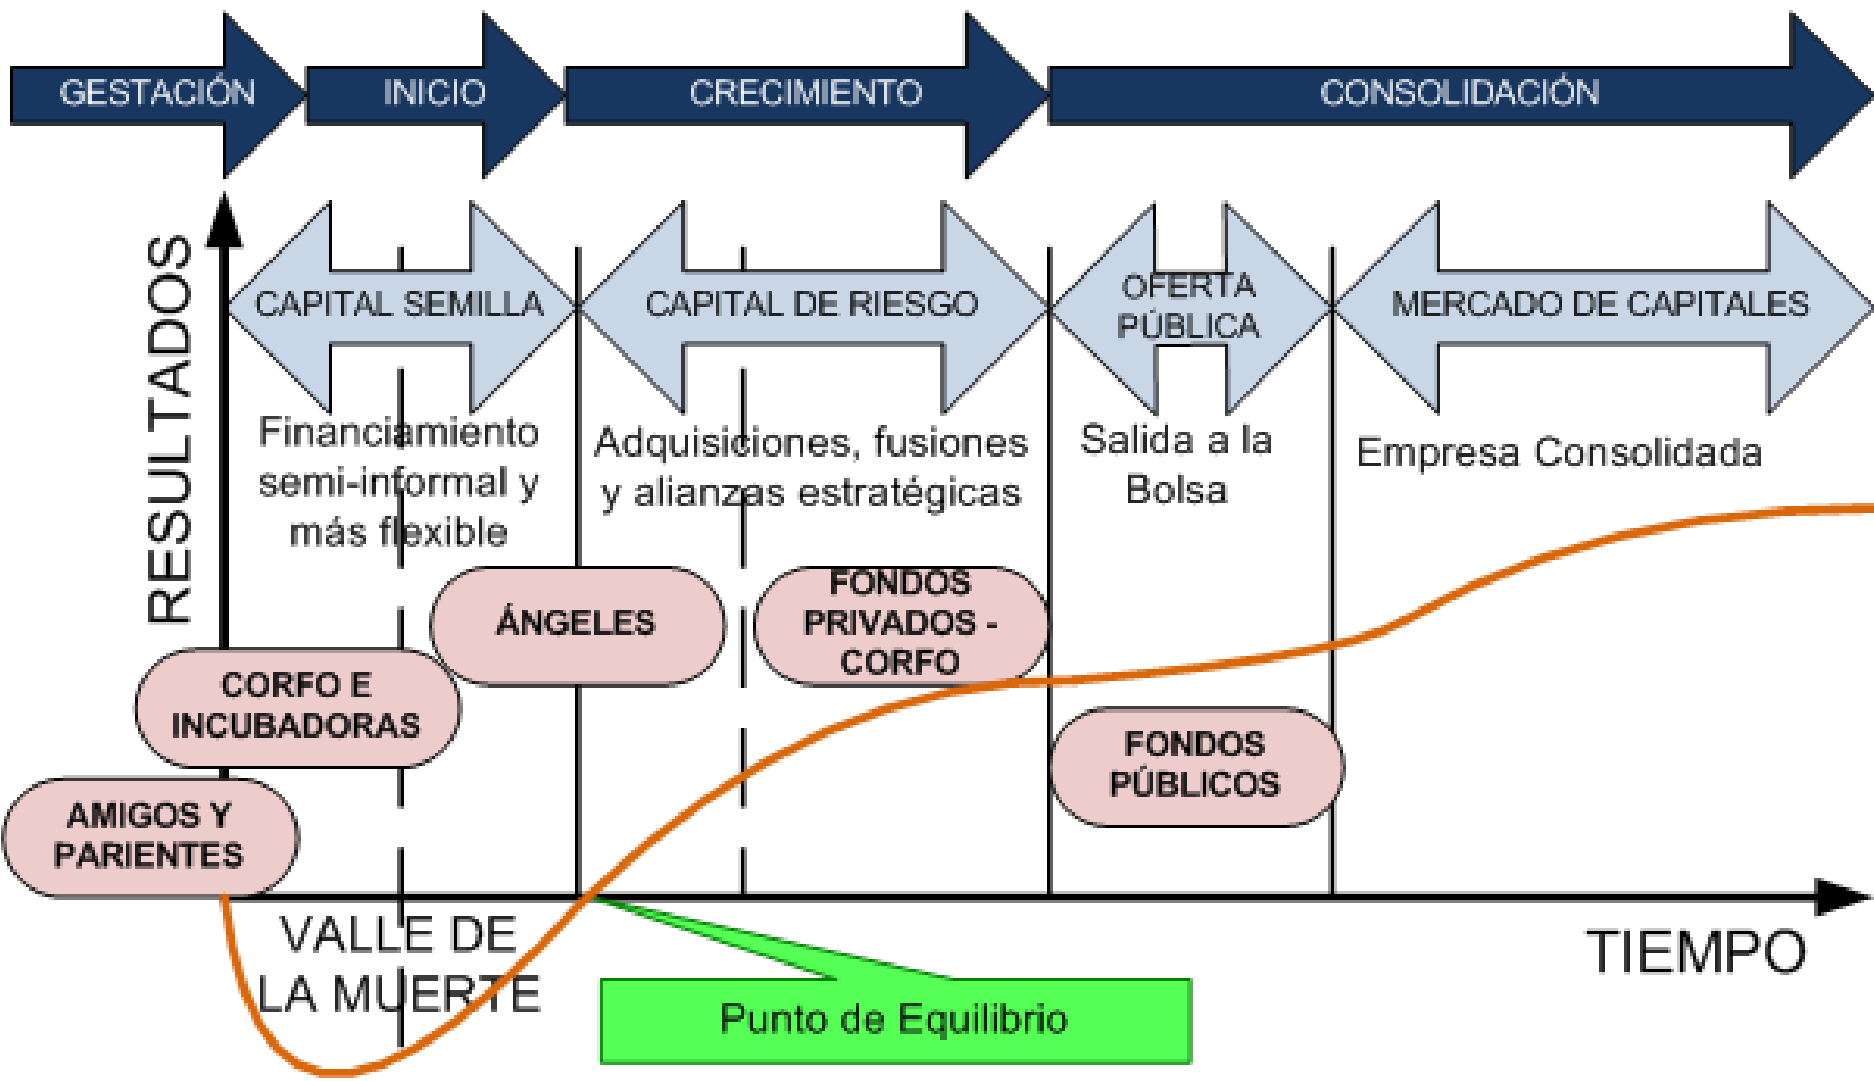 GESTACIÓN
INICIO
CRECIMIENTO
CONSOLIDACIÓN
RESULTADOS
CAPITAL SEMILLA
CAPITAL DE RIESGO
OFERTA
PÚBLICA
MERCADO DE CAPITALES
Financiamiento
semi-informal y
más flexible
Adquisiciones, fusiones
y alianzas estratégicas
Salida a la
Bolsa
Empresa Consolidada
ÁNGELES
FONDOS
PRIVADOS -
CORFO
CORFO E
INCUBADORAS
FONDOS
PÚBLICOS
AMIGOS Y
PARIENTES
VALLE DE
LA MUERTE
TIEMPO
Punto de Equilibrio